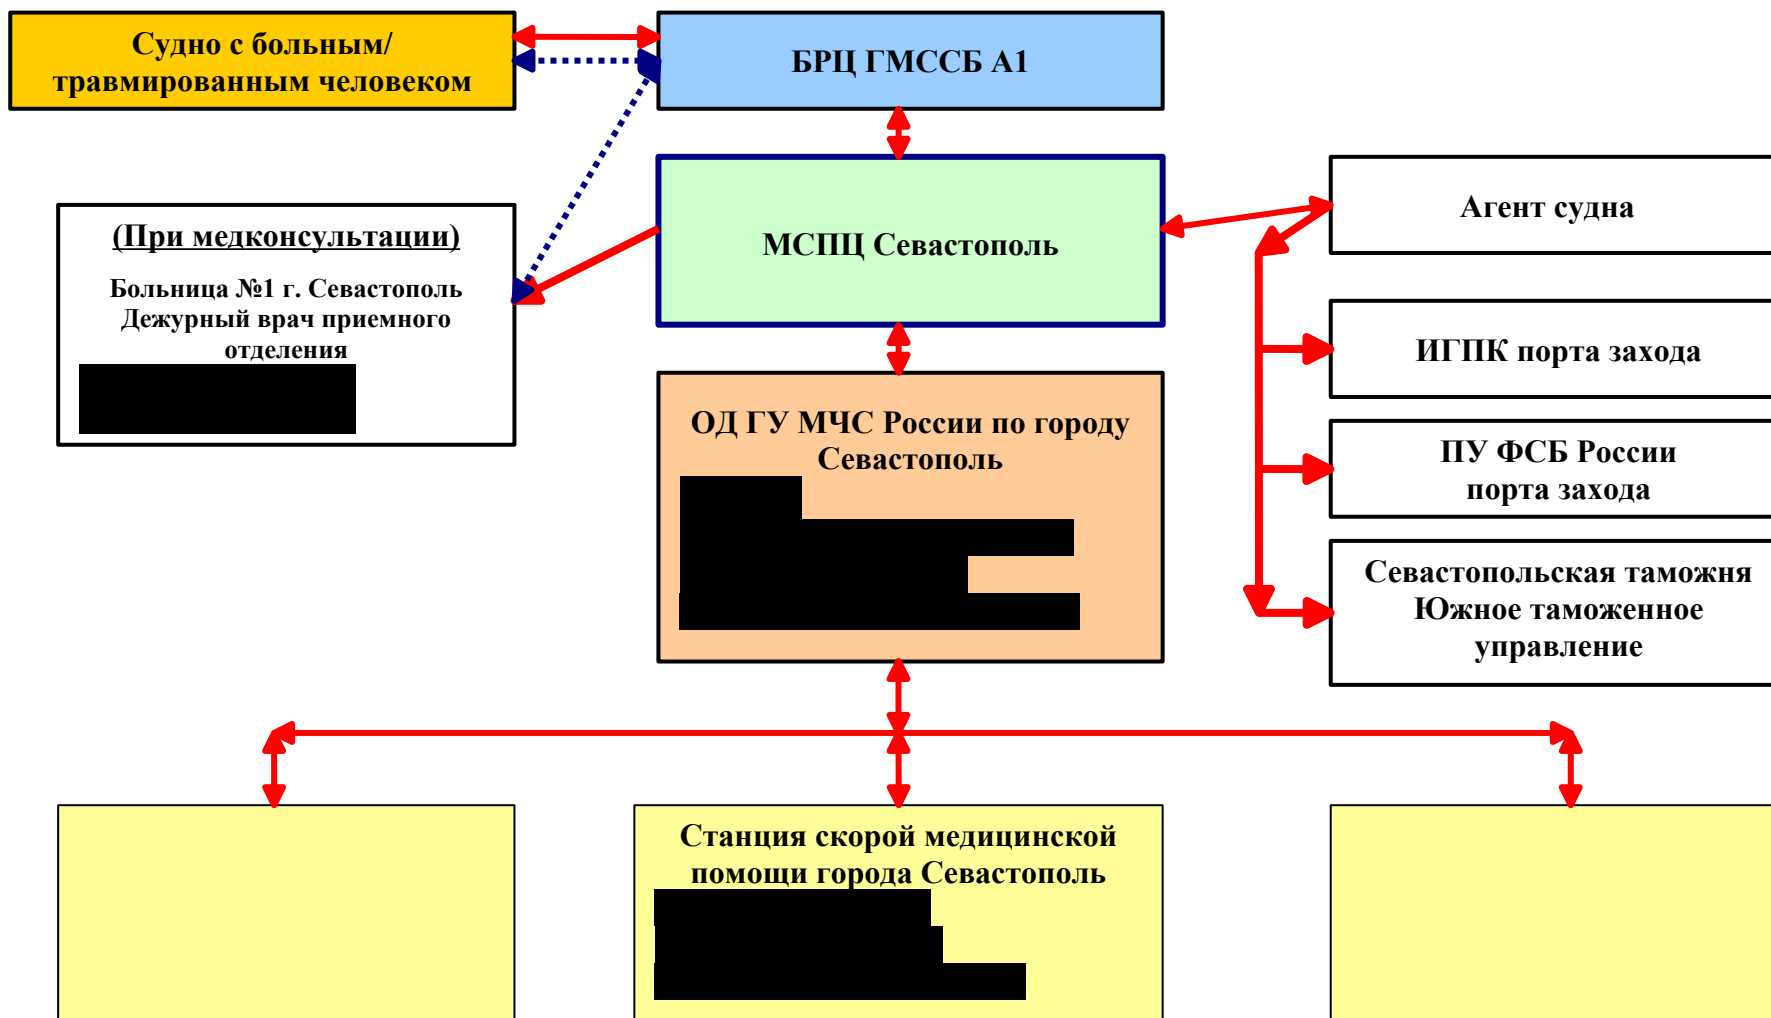 Судно с больным/
травмированным человеком
БРЦ ГМССБ А1
(При медконсультации)
Больница №1 г. Севастополь
Дежурный врач приемного
отделения
МСПЦ Севастополь
Агент судна
ИГПК порта захода
ПУ ФСБ России
порта захода
Севастопольская таможня
Южное таможенное
управление
ОД ГУ МЧС России по городу
Севастополь
Станция скорой медицинской
помощи города Севастополь